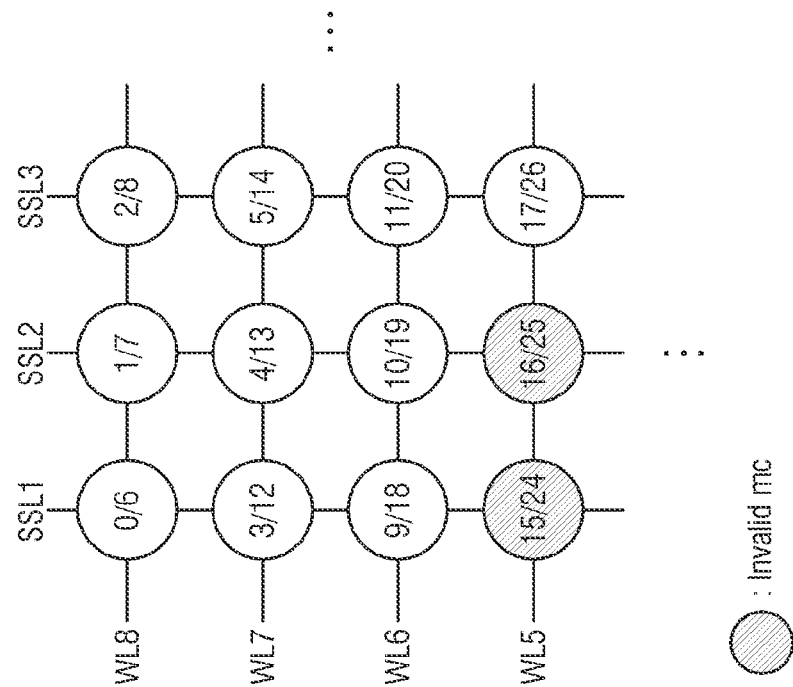 SSL1 SSL2 SSL3
WL8 0/6 1/7 2/8
WL7 3/12 4/13 5/14
WL6 9/18 10/19 11/20
WL5 15/24 16/25 17/26
: Invalid mc